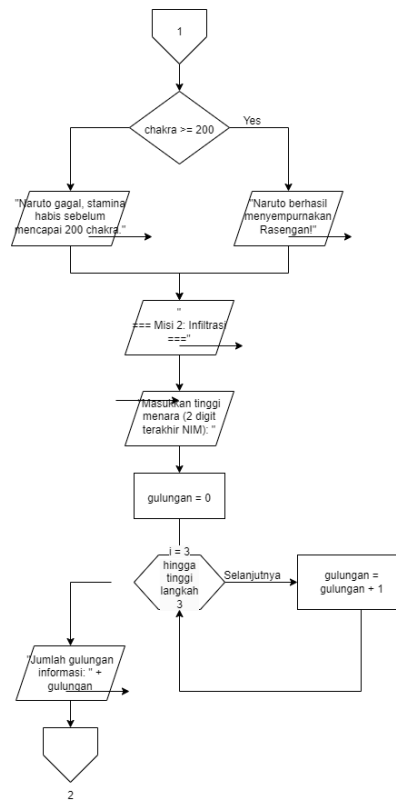 1
chakra >= 200
Yes
"Naruto gagal, stamina
habis sebelum
mencapai 200 chakra."
"Naruto berhasil
menyempurnakan
Rasengan!"
"
=== Misi 2: Infiltrasi
==="
"Masukkan tinggi
menara (2 digit
terakhir NIM): "
gulungan = 0
i = 3
hingga
tinggi
langkah
3
Selanjutnya
gulungan =
gulungan + 1
"Jumlah gulungan
informasi: " +
gulungan
2